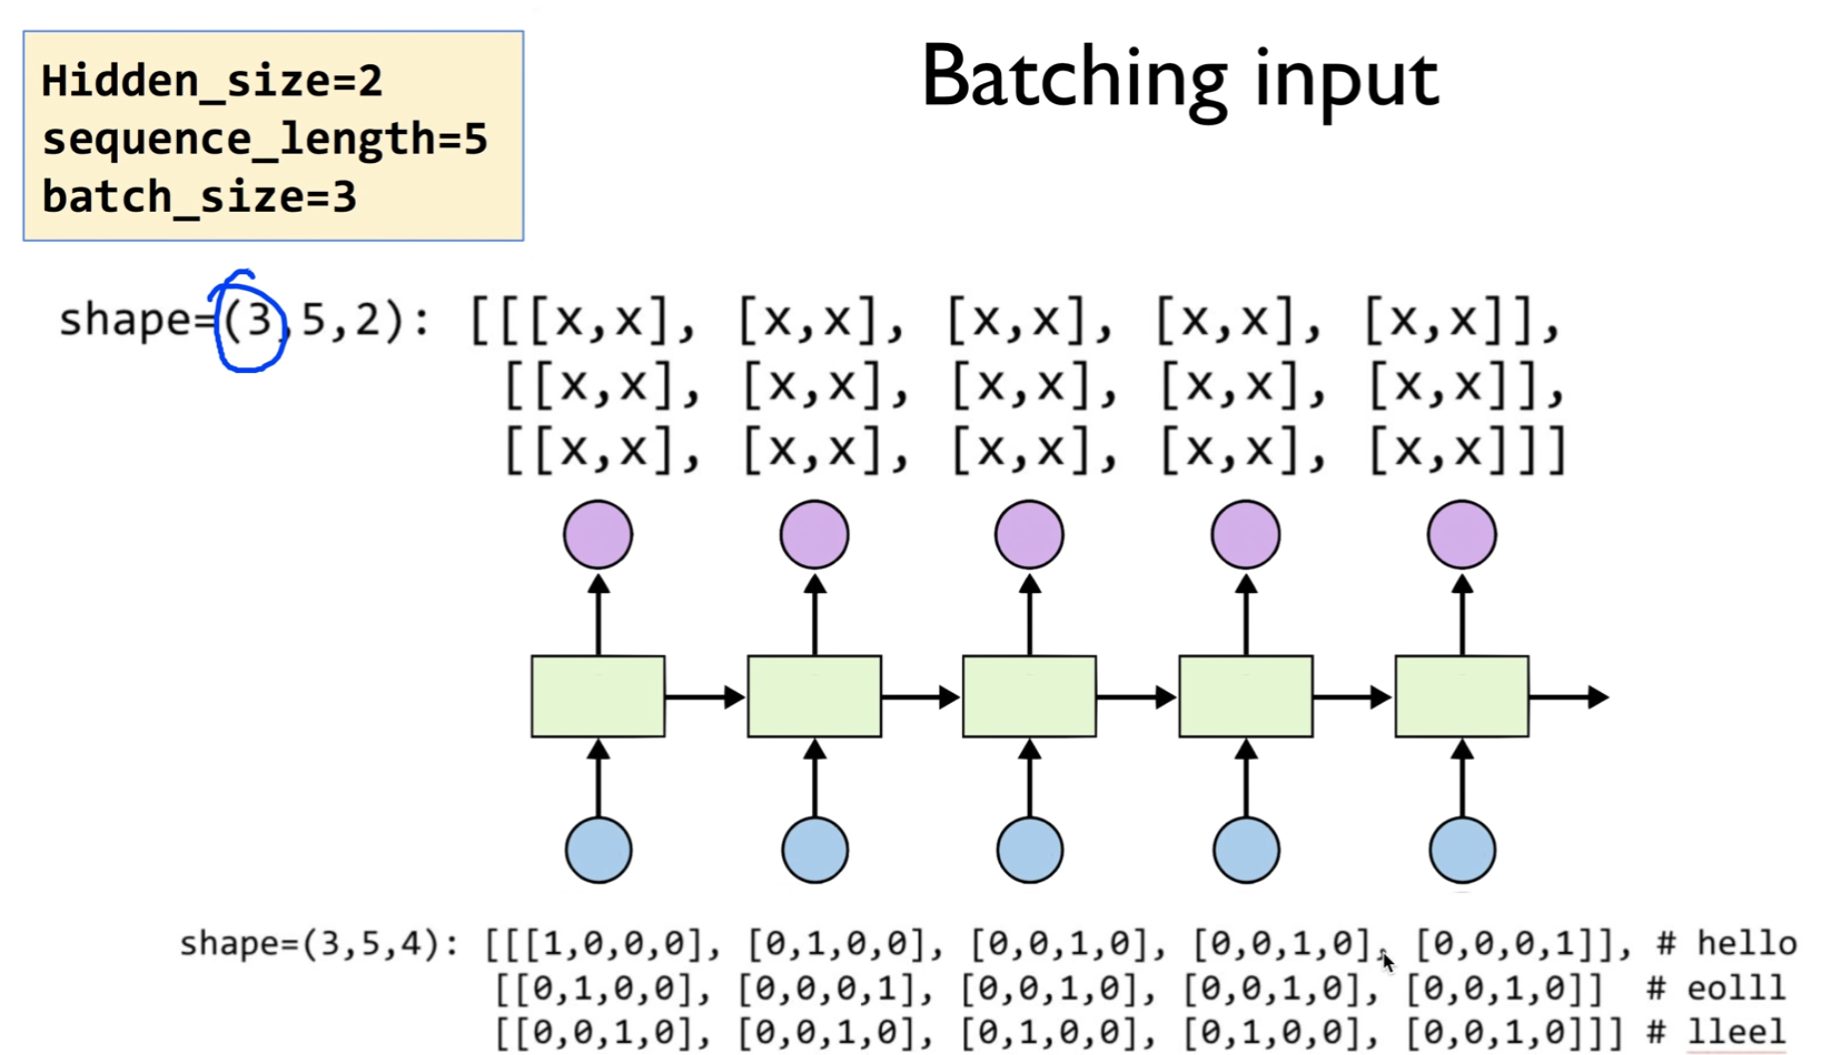 Batching input
Hidden_size=2
sequence_length=5
batch_size=3
shape=(3,5,2): [[[x,x], [x,x], [x,x], [x,x], [x,x]],
[[x,x], [x,x], [x,x], [x,x], [x,x]],
[[x,x], [x,x], [x,x], [x,x], [x,x]]]
shape=(3,5,4): [[[1,0,0,0], [0,1,0,0], [0,0,1,0], [0,0,1,0], [0,0,0,1]], # hello
[[0,1,0,0], [0,0,0,1], [0,0,1,0], [0,0,1,0], [0,0,1,0]] # eolll
[[0,0,1,0], [0,0,1,0], [0,1,0,0], [0,1,0,0], [0,0,1,0]]] # lleel